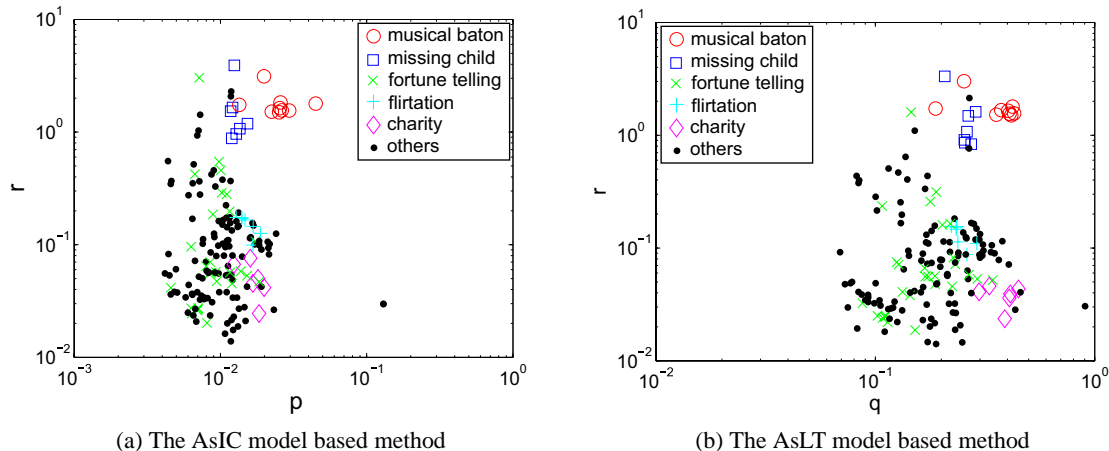 10^1
10^0
10^-1
10^-2
r
10^-3
10^-2
10^-1
10^0
p
musical baton
missing child
fortune telling
flirtation
charity
others
(a) The AsIC model based method
10^1
10^0
10^-1
10^-2
r
10^-2
10^-1
10^0
q
musical baton
missing child
fortune telling
flirtation
charity
others
(b) The AsLT model based method